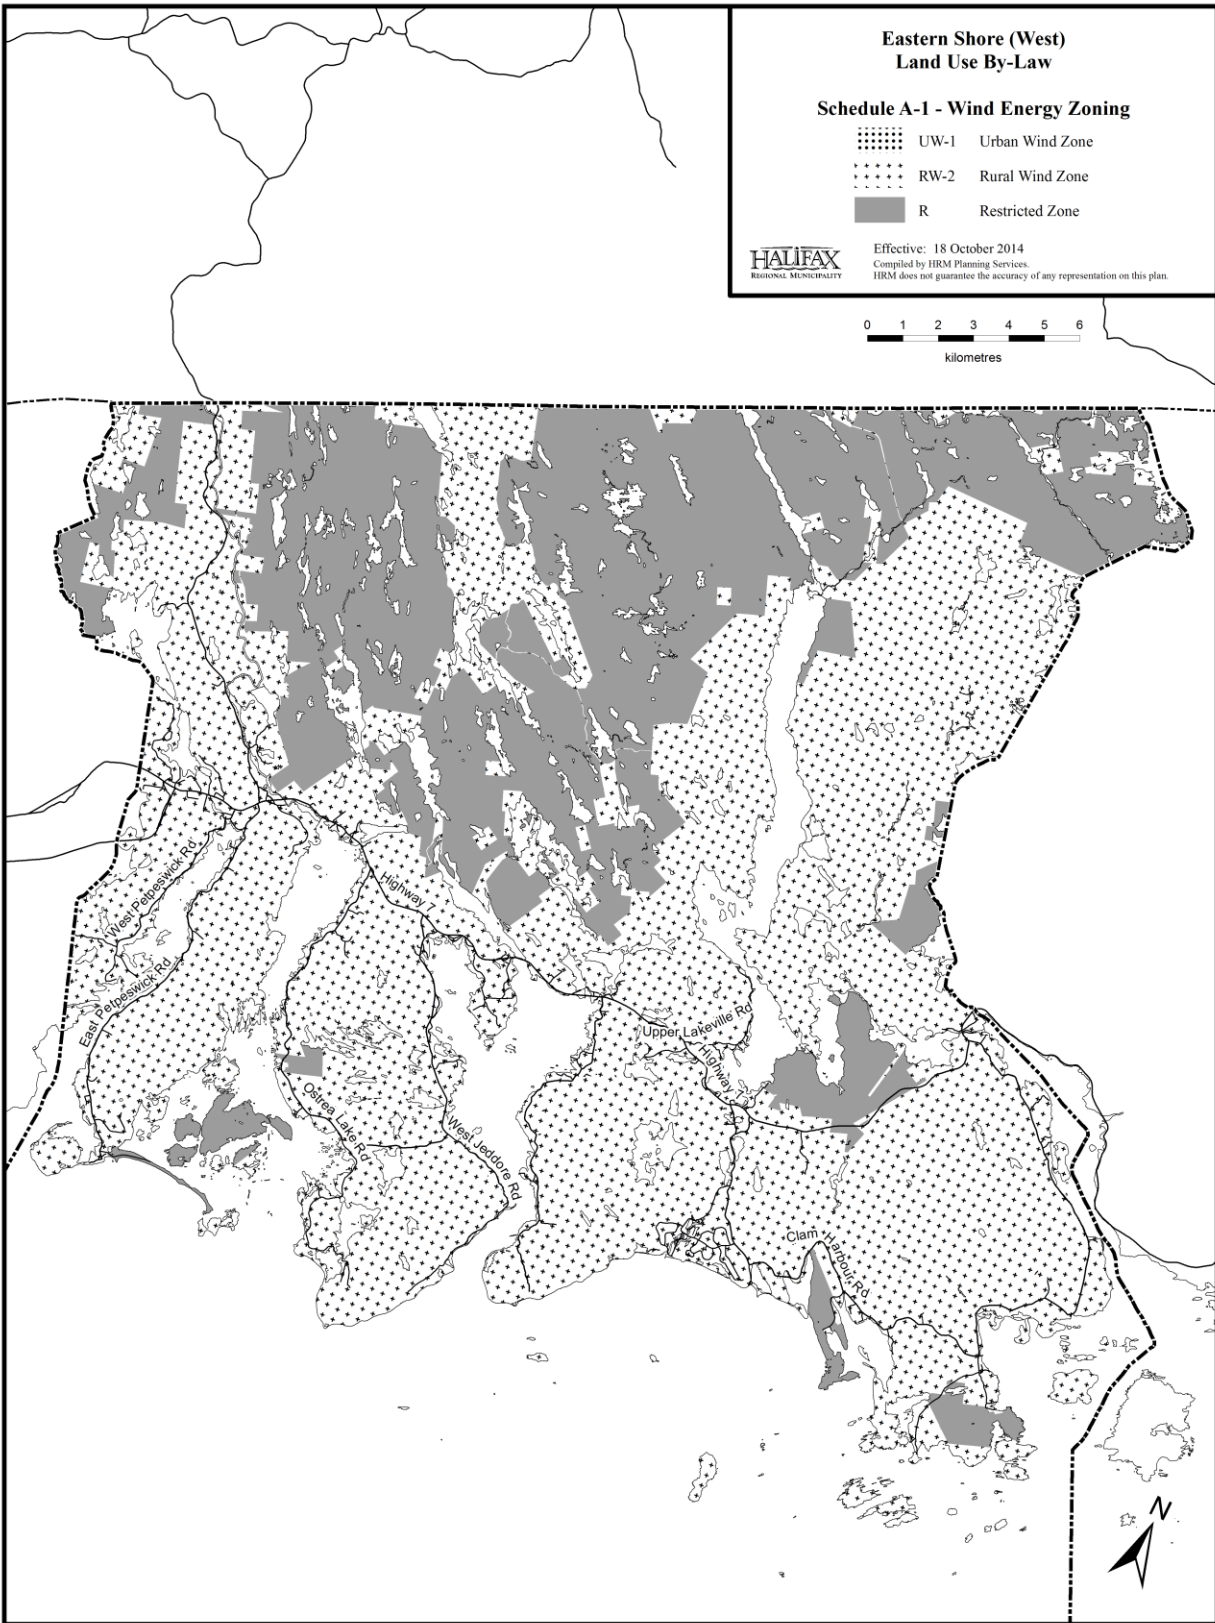 Eastern Shore (West)
Land Use By-Law
Schedule A-1 - Wind Energy Zoning
UW-1 Urban Wind Zone
RW-2 Rural Wind Zone
R Restricted Zone
HALIFAX
REGIONAL MUNICIPALITY
Effective: 18 October 2014
Compiled by HRM Planning Services.
HRM does not guarantee the accuracy of any representation on this plan.
0 1 2 3 4 5 6
kilometres
West Petpeswick Rd
Highway 7
East Petpeswick Rd
Upper Lakeville Rd
Highway 7
Ostrea Lake Rd
West Jeddore Rd
Clam Harbour Rd
N